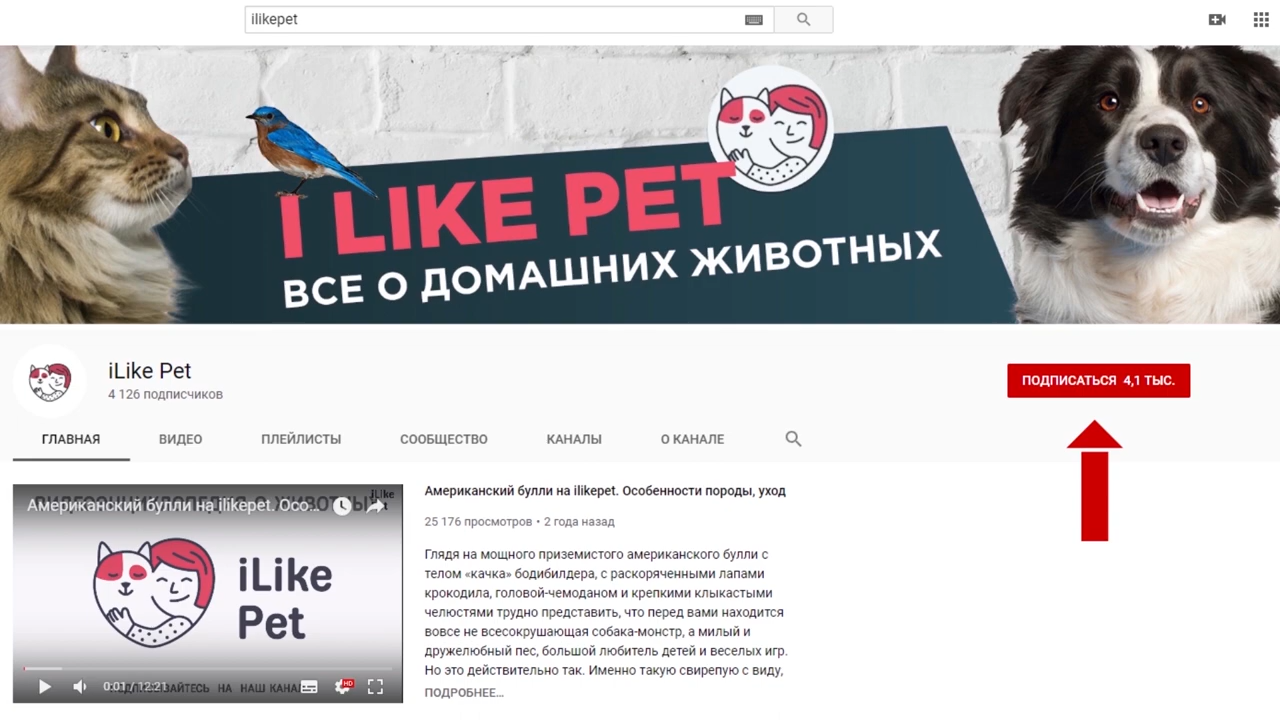 ilikepet
I LIKE PET
ВСЕ О ДОМАШНИХ ЖИВОТНЫХ
iLike Pet
4 126 подписчиков
ПОДПИСАТЬСЯ 4,1 ТЫС.
ГЛАВНАЯ
ВИДЕО
ПЛЕЙЛИСТЫ
СООБЩЕСТВО
КАНАЛЫ
О КАНАЛЕ
Американский булли на ilikepet. Осо...
iLike
Pet
HD
0:01 / 12:21
НА НАШ КАНАЛ
Американский булли на ilikepet. Особенности породы, уход
25 176 просмотров • 2 года назад
Глядя на мощного приземистого американского булли с
телом «качка» бодибилдера, с раскоряченными лапами
крокодила, головой-чемоданом и крепкими клыкастыми
челюстями трудно представить, что перед вами находится
вовсе не всесокрушающая собака-монстр, а милый и
дружелюбный пес, большой любитель детей и веселых игр.
Но это действительно так. Именно такую свирепую с виду,
ПОДРОБНЕЕ...